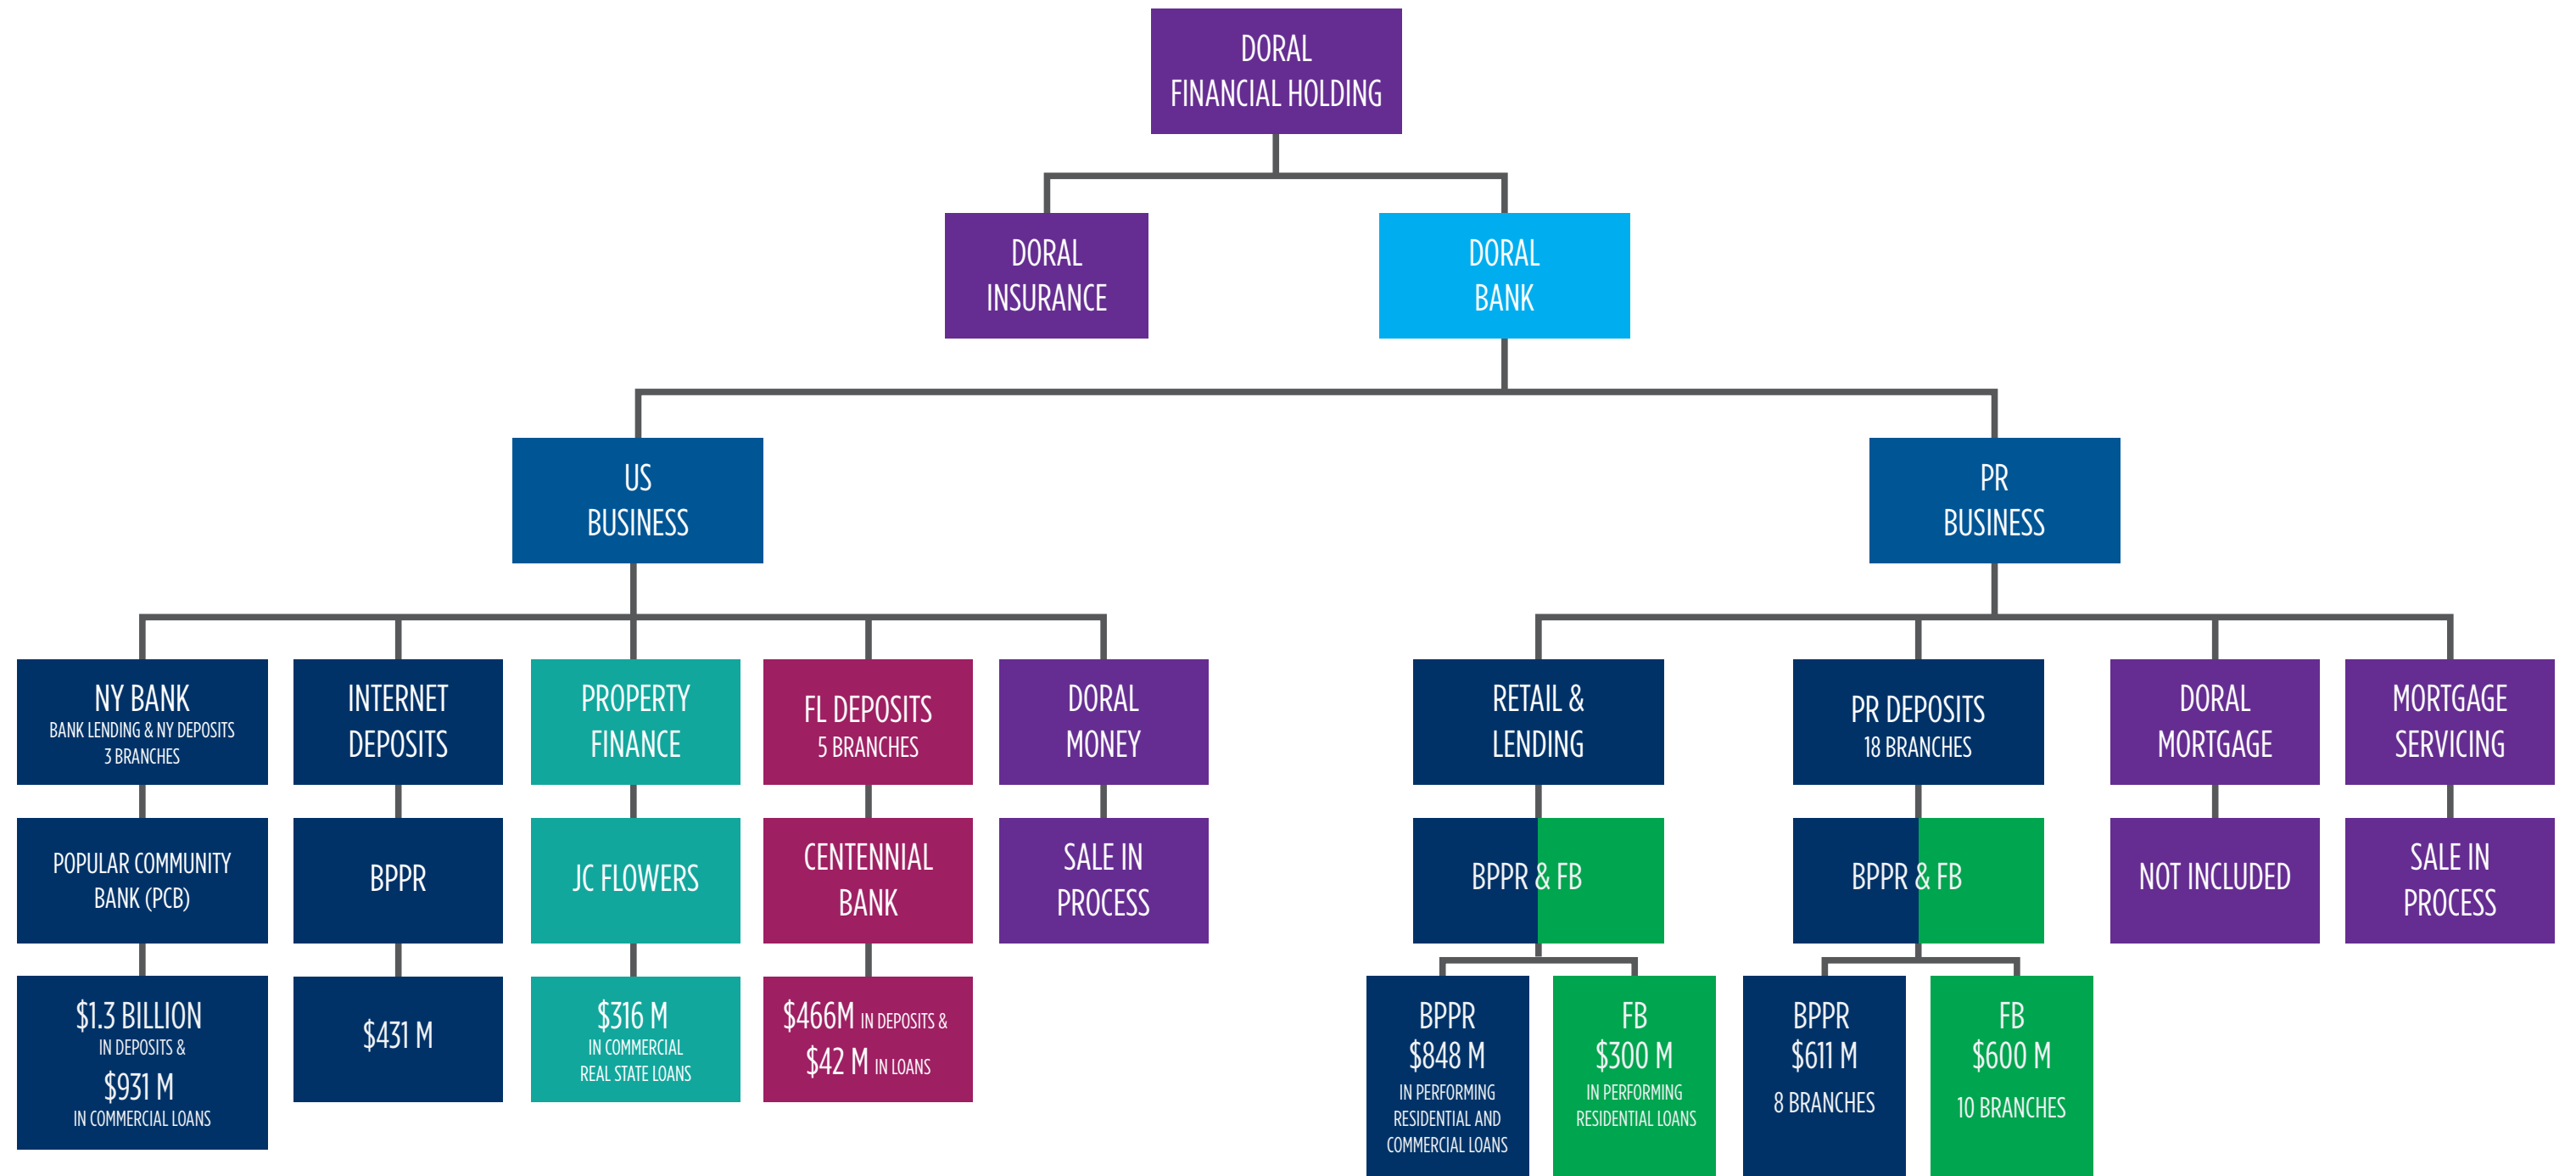 DORAL
FINANCIAL HOLDING
DORAL
INSURANCE
DORAL
BANK
US
BUSINESS
PR
BUSINESS
NY BANK
BANK LENDING & NY DEPOSITS
3 BRANCHES
INTERNET
DEPOSITS
PROPERTY
FINANCE
FL DEPOSITS
5 BRANCHES
DORAL
MONEY
RETAIL &
LENDING
PR DEPOSITS
18 BRANCHES
DORAL
MORTGAGE
MORTGAGE
SERVICING
POPULAR COMMUNITY
BANK (PCB)
BPPR
JC FLOWERS
CENTENNIAL
BANK
SALE IN
PROCESS
BPPR & FB
BPPR & FB
NOT INCLUDED
SALE IN
PROCESS
$1.3 BILLION
IN DEPOSITS &
$931 M
IN COMMERCIAL LOANS
$431 M
$316 M
IN COMMERCIAL
REAL STATE LOANS
$466M IN DEPOSITS &
$42 M IN LOANS
BPPR
$848 M
IN PERFORMING
RESIDENTIAL AND
COMMERCIAL LOANS
FB
$300 M
IN PERFORMING
RESIDENTIAL LOANS
BPPR
$611 M
8 BRANCHES
FB
$600 M
10 BRANCHES